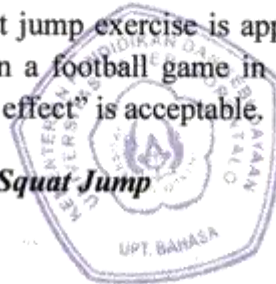 t jump exercise is app
n a football game in
effect” is acceptable.
Squat Jump
UPT. BAHASA